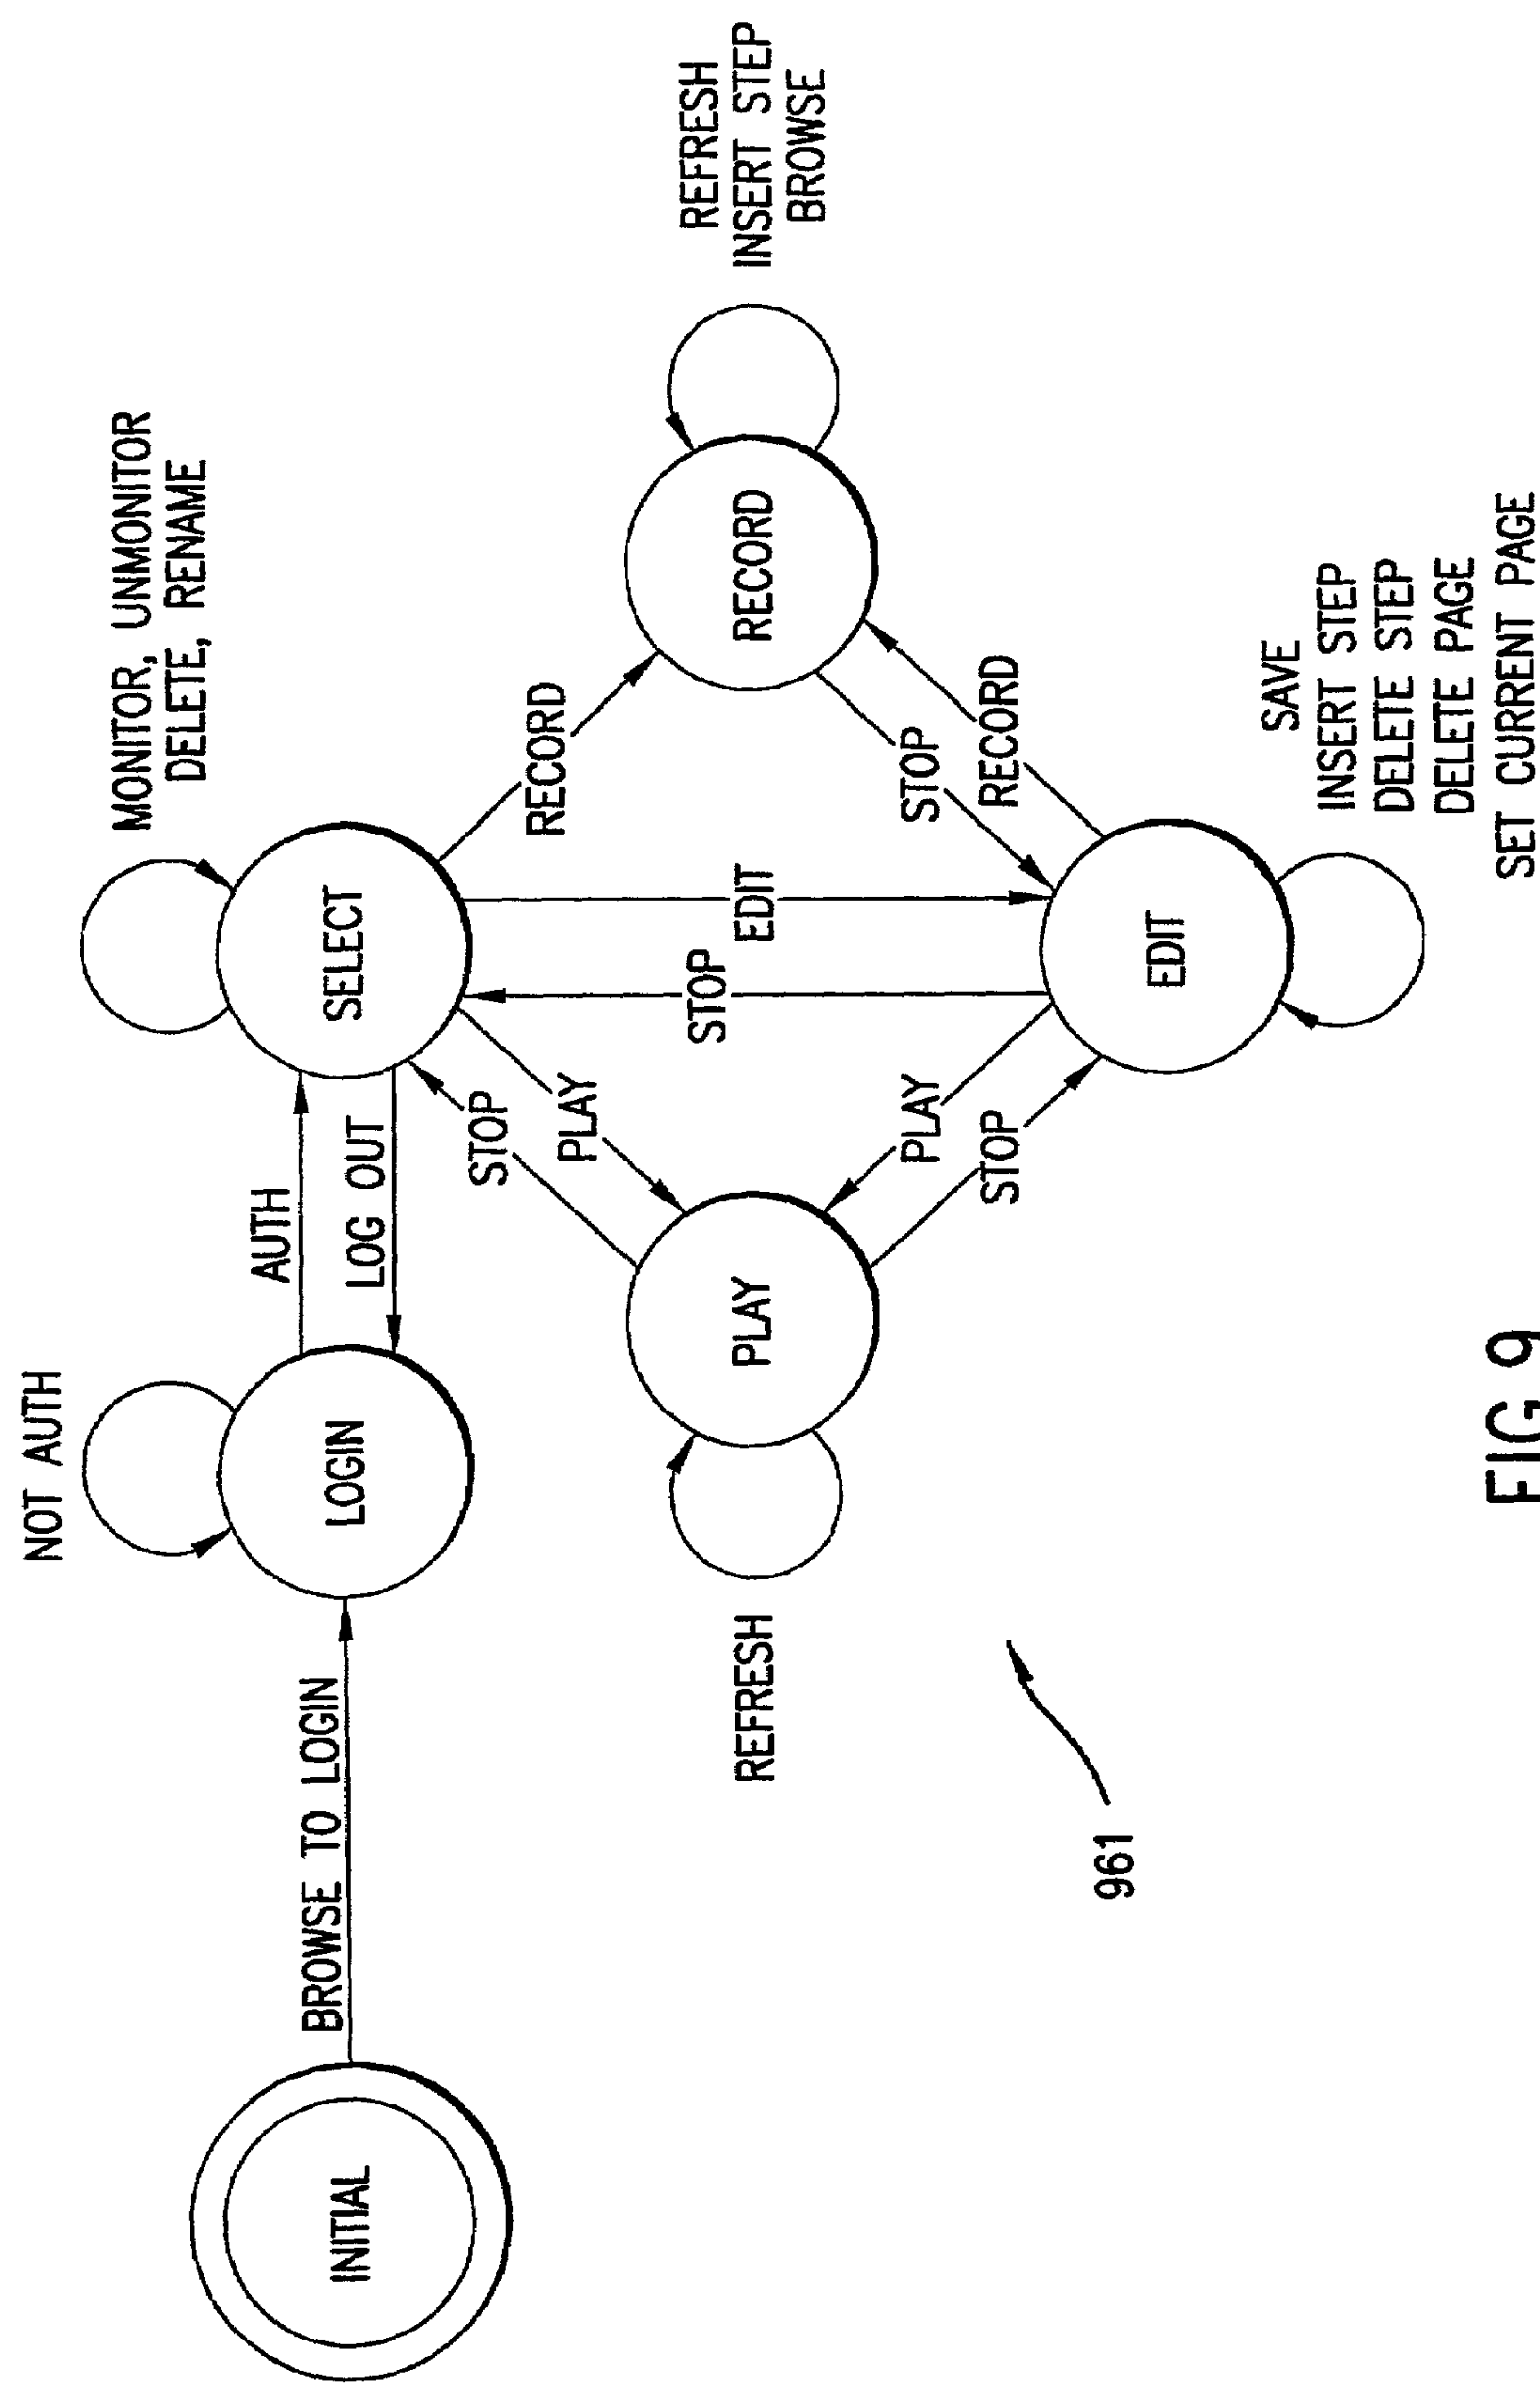 NOT AUTH
MONITOR, UNMONITOR
DELETE, RENAME
BROWSE TO LOGIN
AUTH
LOG OUT
INITIAL
LOGIN
SELECT
STOP
PLAY
RECORD
REFRESH
INSERT STEP
BROWSE
REFRESH
PLAY
STOP
EDIT
RECORD
PLAY
STOP
STOP
RECORD
961
EDIT
SAVE
INSERT STEP
DELETE STEP
DELETE PAGE
SET CURRENT PAGE
FIG 9